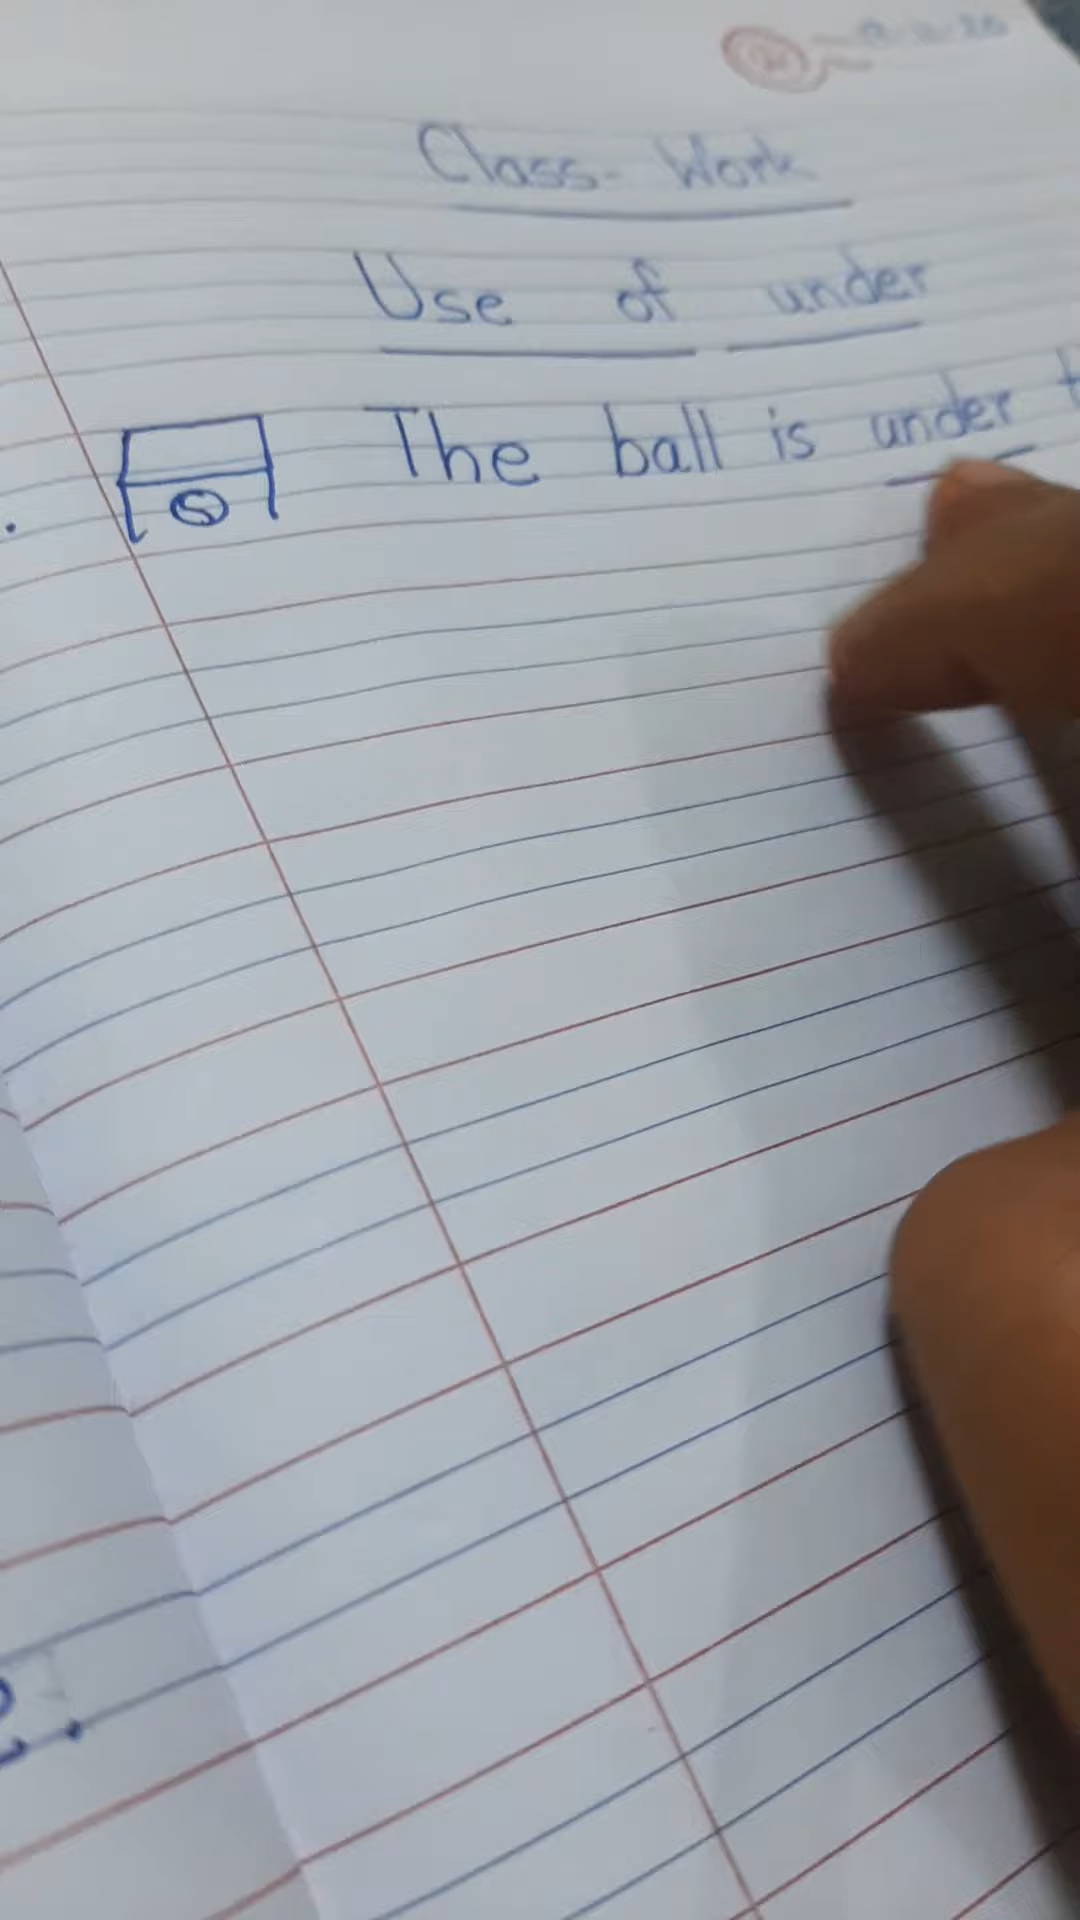 Class-Work
Use of under
The ball is under